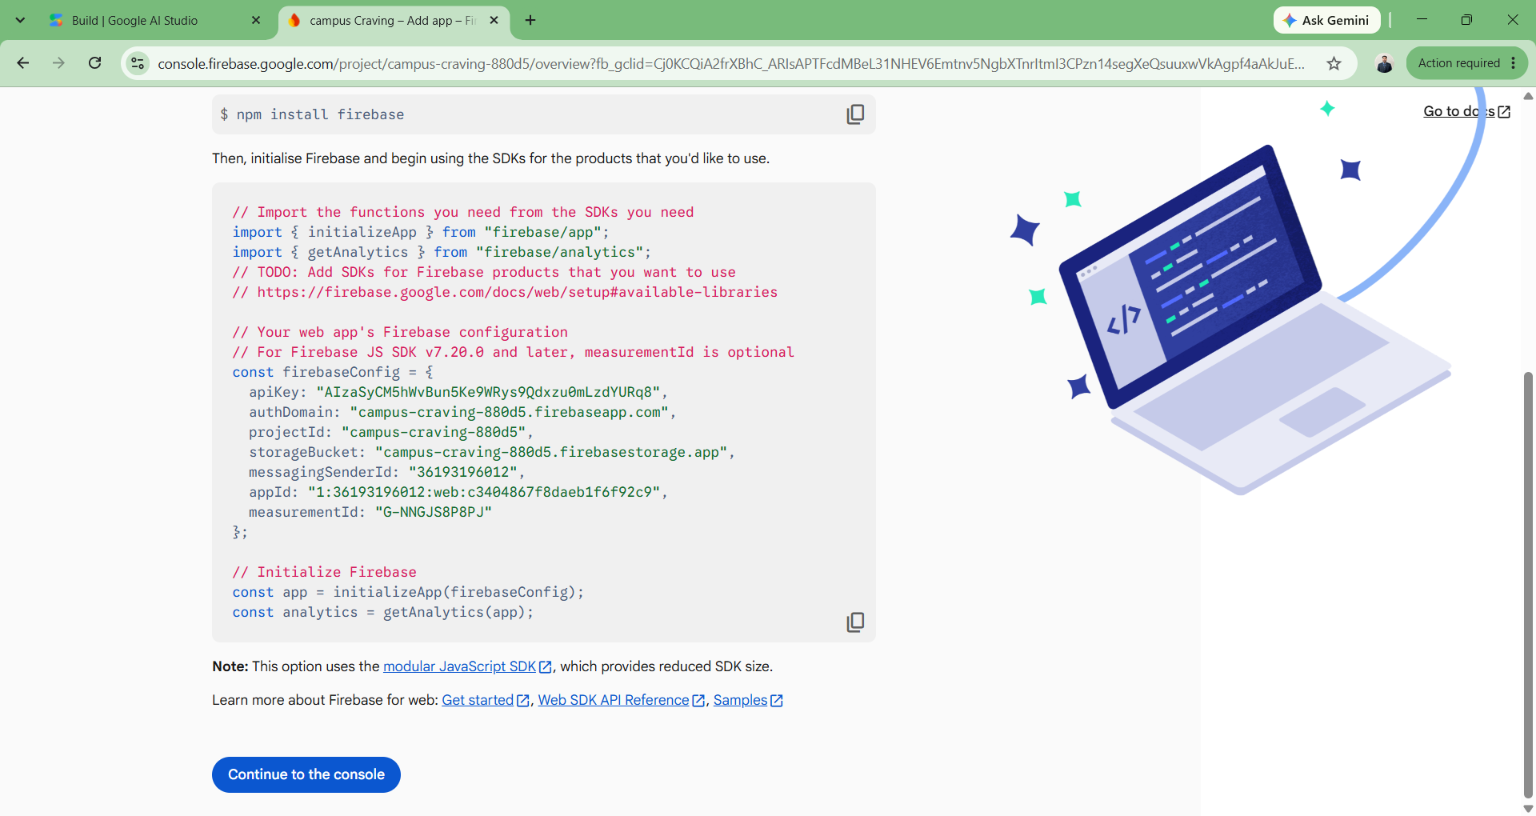 Build | Google AI Studio
campus Craving – Add app – Fi
Ask Gemini
console.firebase.google.com/project/campus-craving-880d5/overview?fb_gclid=Cj0KCQiA2frXBhC_ARIsAPTFcdMBeL31NHEV6Emtnv5NgbXTnrItmI3CPzn14segXeQsuuxwVkAgpf4aAkJuE...
Action required
Go to docs
$ npm install firebase
Then, initialise Firebase and begin using the SDKs for the products that you'd like to use.
// Import the functions you need from the SDKs you need
import { initializeApp } from "firebase/app";
import { getAnalytics } from "firebase/analytics";
// TODO: Add SDKs for Firebase products that you want to use
// https://firebase.google.com/docs/web/setup#available-libraries
// Your web app's Firebase configuration
// For Firebase JS SDK v7.20.0 and later, measurementId is optional
const firebaseConfig = {
apiKey: "AIzaSyCM5hWvBun5Ke9WRys9Qdxzu0mLzdYURq8",
authDomain: "campus-craving-880d5.firebaseapp.com",
projectId: "campus-craving-880d5",
storageBucket: "campus-craving-880d5.firebasestorage.app",
messagingSenderId: "36193196012",
appId: "1:36193196012:web:c3404867f8daeb1f6f92c9",
measurementId: "G-NNGJS8P8PJ"
};
// Initialize Firebase
const app = initializeApp(firebaseConfig);
const analytics = getAnalytics(app);
Note: This option uses the modular JavaScript SDK, which provides reduced SDK size.
Learn more about Firebase for web: Get started, Web SDK API Reference, Samples
Continue to the console